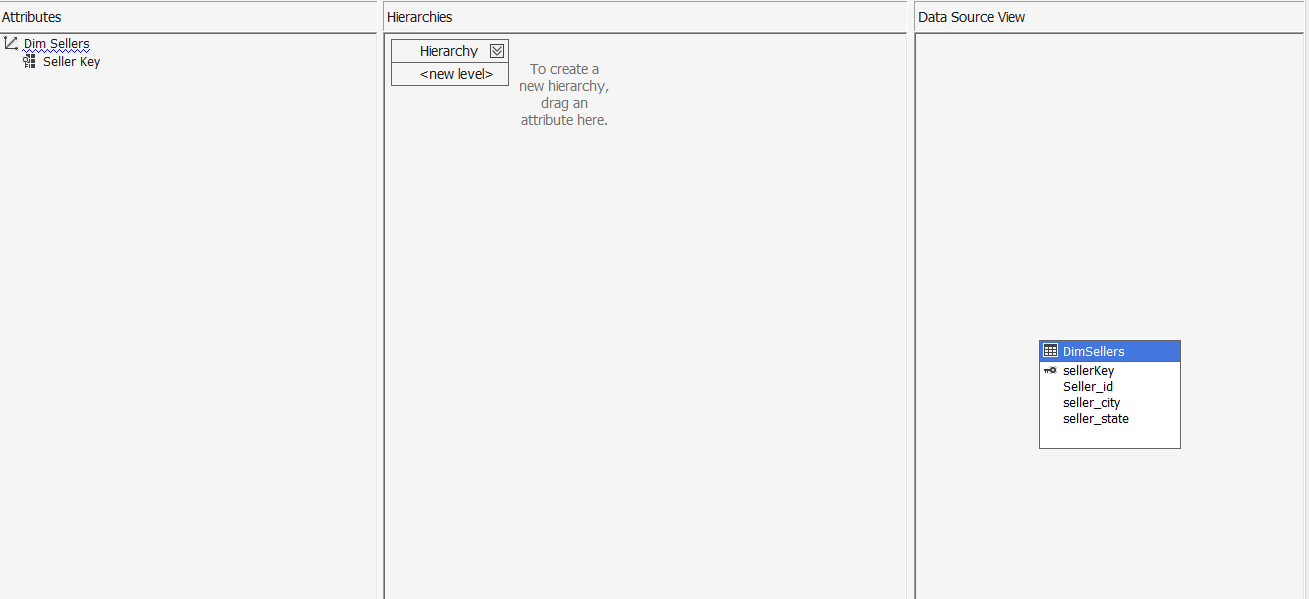 Attributes
Dim Sellers
Seller Key
Hierarchies
Hierarchy
<new level>
To create a
new hierarchy,
drag an
attribute here.
Data Source View
DimSellers
sellerKey
Seller_id
seller_city
seller_state